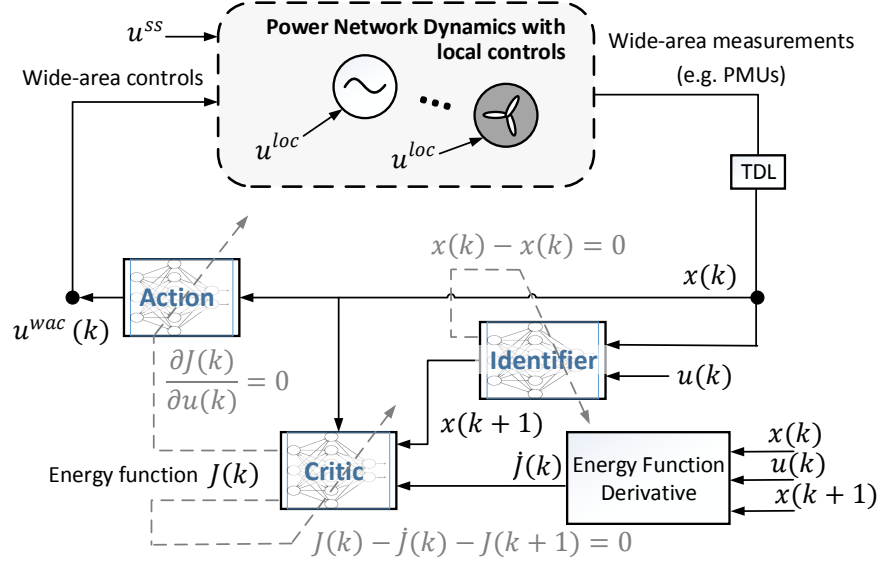 u^{ss}
Power Network Dynamics with
local controls
Wide-area measurements
(e.g. PMUs)
Wide-area controls
u^{loc}
u^{loc}
TDL
x(k) − x(k) = 0
x(k)
Action
u^{wac}(k)
Identifier
∂J(k)
∂u(k)
= 0
u(k)
x(k + 1)
x(k)
Energy function J(k)
Critic
J̇(k)
Energy Function
Derivative
u(k)
x(k + 1)
J(k) − J̇(k) − J(k + 1) = 0